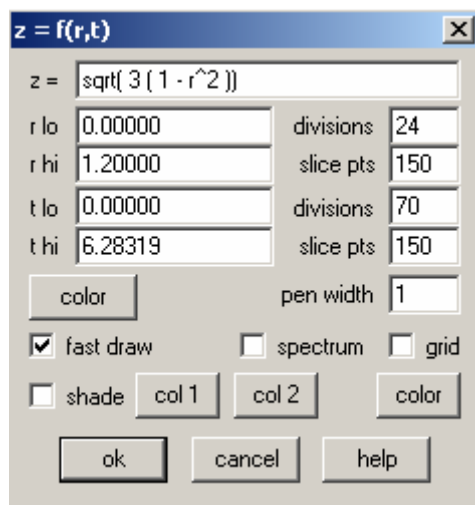 z = f(r,t)
z = sqrt( 3 ( 1 - r^2 ))
r lo 0.00000 divisions 24
r hi 1.20000 slice pts 150
t lo 0.00000 divisions 70
t hi 6.28319 slice pts 150
color pen width 1
fast draw spectrum grid
shade col 1 col 2 color
ok cancel help